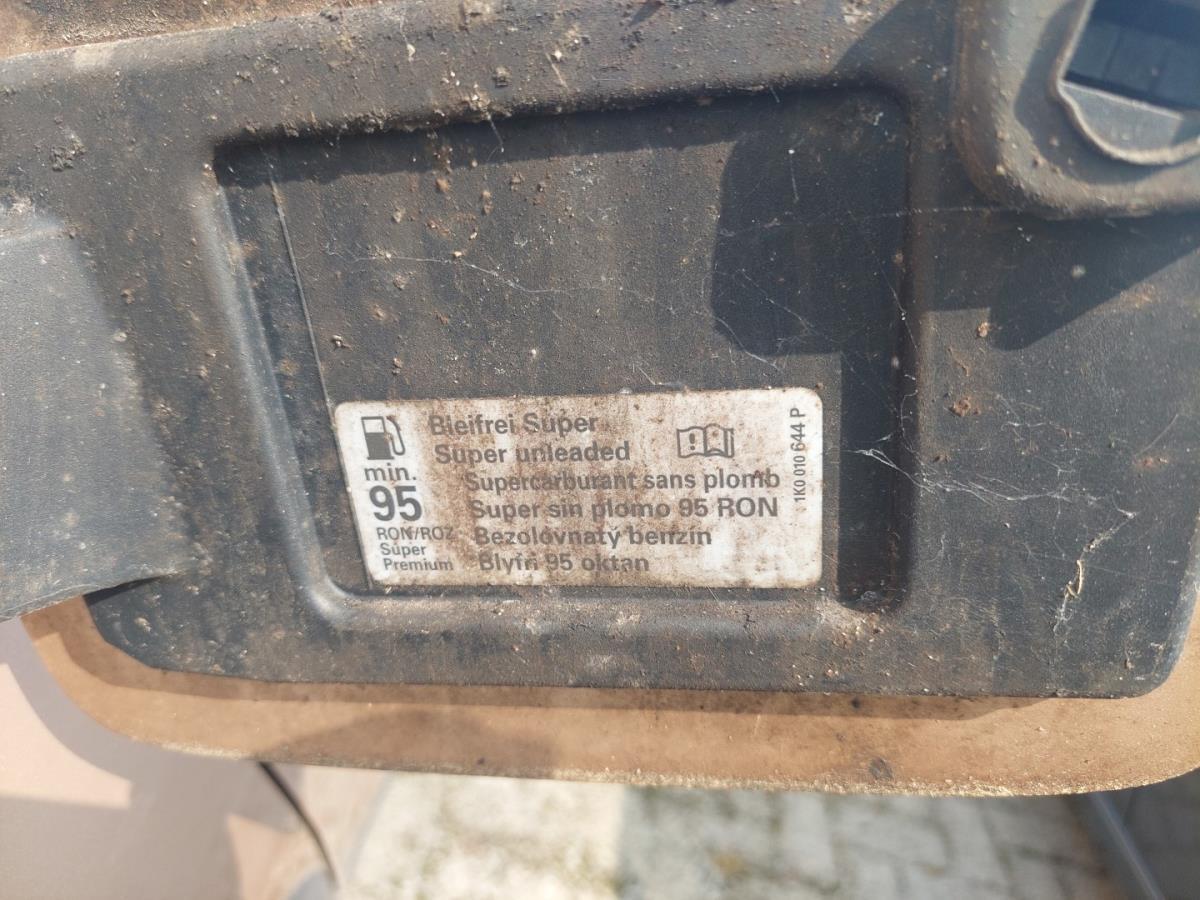 Bleifrei Super
Super unleaded
Supercarburant sans plomb
Super sin plomo 95 RON
Bezolovnatý benzín
Blyfri 95 oktan
min.
95
RON/ROZ
Súper
Premium
1K0 010 644 P